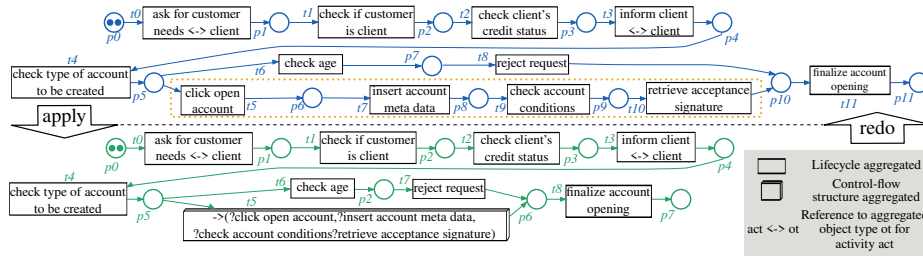 t0 ask for customer t1 check if customer t2 check client's t3 inform client
needs <-> client is client credit status <-> client
p0 p1 p2 p3 p4
t4 check age p7 t8 reject request
check type of account t6 finalize account
to be created p5 opening
click open t5 insert account t7 check account t9 retrieve acceptance p10 t11 p11
account p6 meta data p8 conditions p9 t10 signature
apply redo
t0 ask for customer t1 check if customer t2 check client's t3 inform client
needs <-> client is client credit status <-> client
p0 p1 p2 p3 p4
t4 t6 check age p2 t7 reject request t8 finalize account
check type of account opening
to be created p5 t5 p6 p7
->(?click open account,?insert account meta data,
?check account conditions?retrieve acceptance signature)
Lifecycle aggregated
Control-flow
structure aggregated
Reference to aggregated
act <-> ot object type ot for
activity act